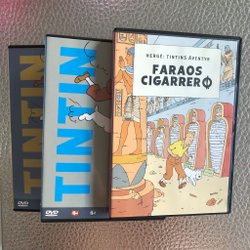 TINTIN
DVD
TINTIN
DVD
HERGÉ: TINTINS ÄVENTYR
FARAOS
CIGARRER